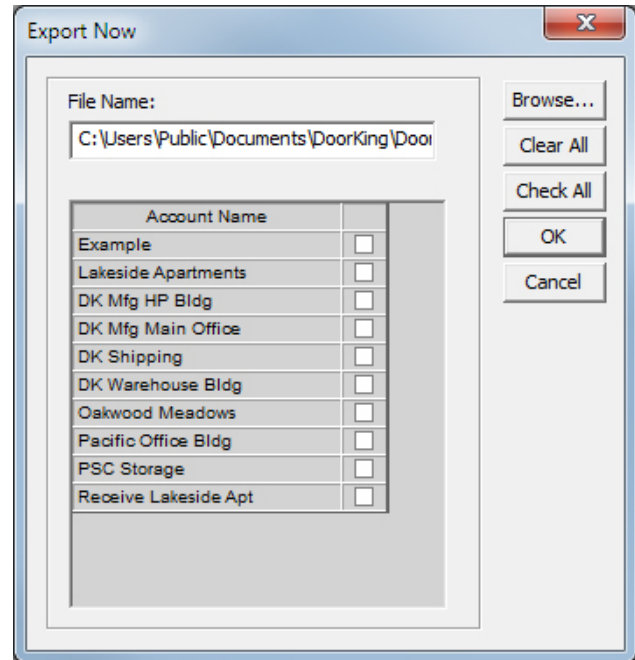 Export Now
File Name:
C:\Users\Public\Documents\DoorKing\Door
Account Name
Example
Lakeside Apartments
DK Mfg HP Bldg
DK Mfg Main Office
DK Shipping
DK Warehouse Bldg
Oakwood Meadows
Pacific Office Bldg
PSC Storage
Receive Lakeside Apt
Browse...
Clear All
Check All
OK
Cancel